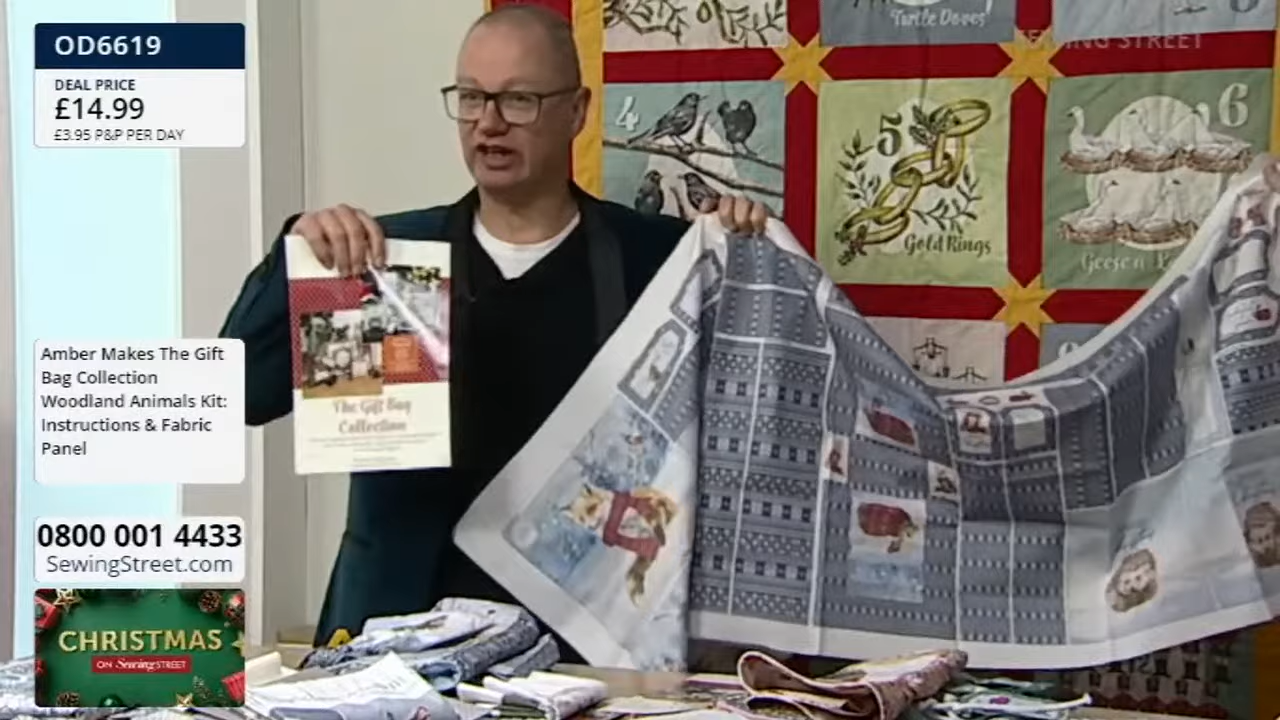 OD6619
DEAL PRICE
£14.99
£3.95 P&P PER DAY
Amber Makes The Gift
Bag Collection
Woodland Animals Kit:
Instructions & Fabric
Panel
0800 001 4433
SewingStreet.com
CHRISTMAS
ON Sewing STREET
SEWING STREET
Turtle Doves
4
5
Gold Rings
6
The Gift Bag
Collection